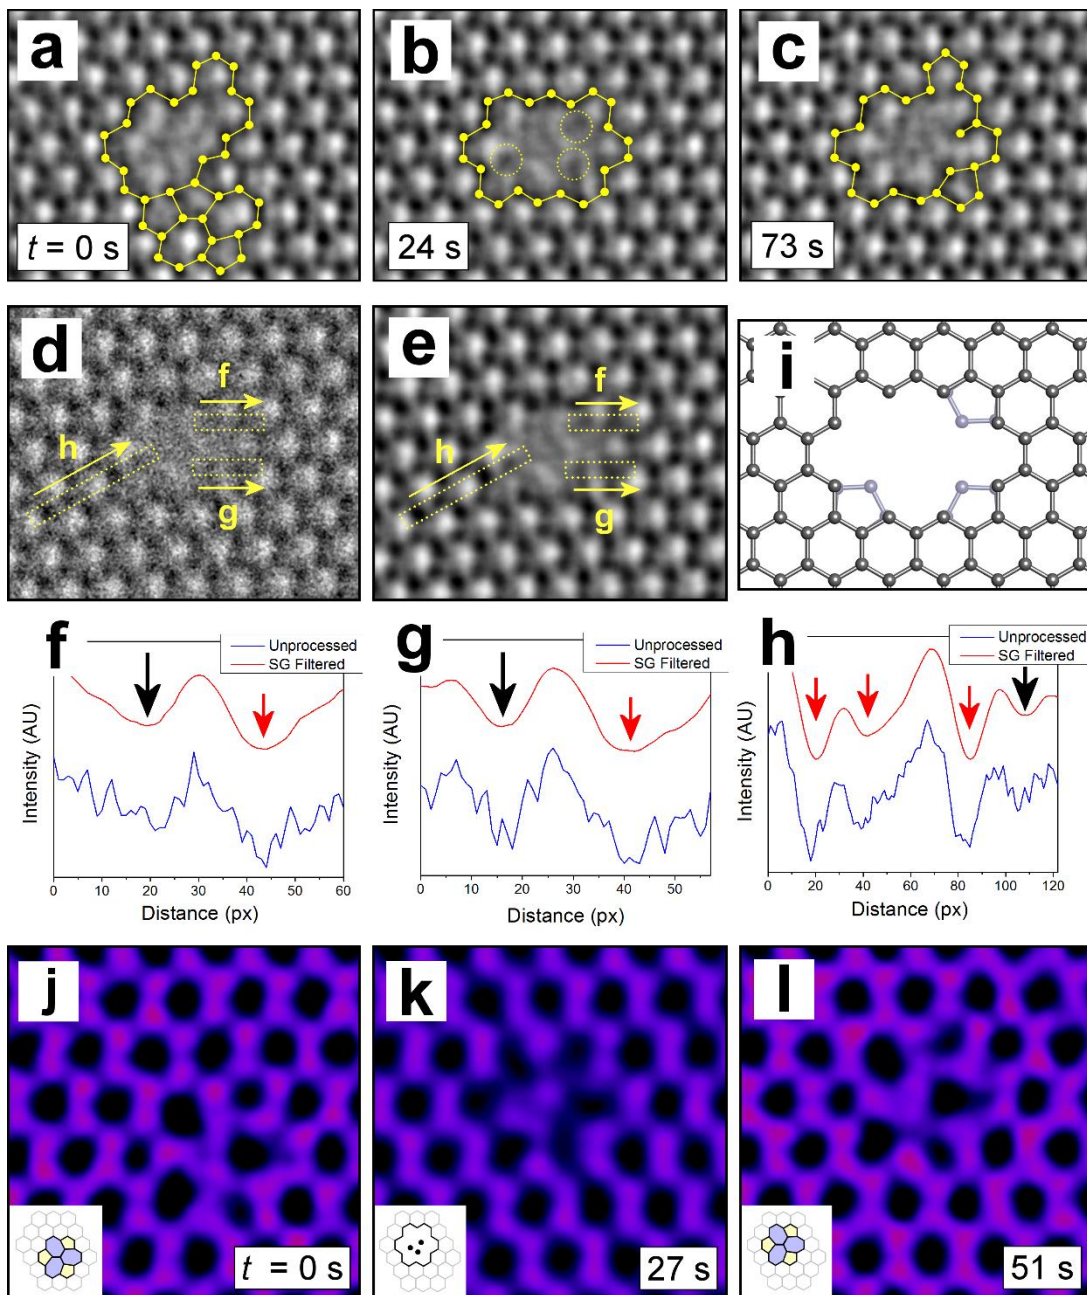 a
t = 0 s
b
24 s
c
73 s
d
f
h
g
e
f
h
g
i
f
Unprocessed
SG Filtered
Intensity (AU)
0 10 20 30 40 50 60
Distance (px)
g
Unprocessed
SG Filtered
Intensity (AU)
0 10 20 30 40 50
Distance (px)
h
Unprocessed
SG Filtered
Intensity (AU)
0 20 40 60 80 100 120
Distance (px)
j
t = 0 s
k
27 s
l
51 s